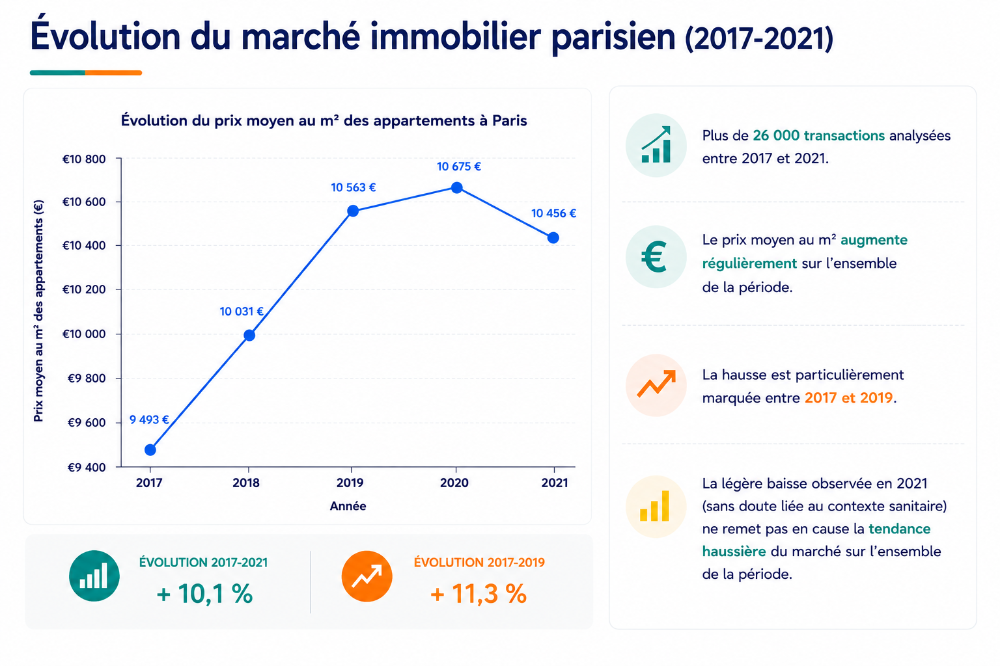 Évolution du marché immobilier parisien (2017-2021)
Évolution du prix moyen au m² des appartements à Paris
Prix moyen au m² des appartements (€)
€10 800
€10 600
€10 400
€10 200
€10 000
€9 800
€9 600
€9 400
9 493 €
10 031 €
10 563 €
10 675 €
10 456 €
2017
2018
2019
2020
2021
Année
ÉVOLUTION 2017-2021
+ 10,1 %
ÉVOLUTION 2017-2019
+ 11,3 %
Plus de 26 000 transactions analysées
entre 2017 et 2021.
€
Le prix moyen au m² augmente
régulièrement sur l’ensemble
de la période.
La hausse est particulièrement
marquée entre 2017 et 2019.
La légère baisse observée en 2021
(sans doute liée au contexte sanitaire)
ne remet pas en cause la tendance
haussière du marché sur l’ensemble
de la période.